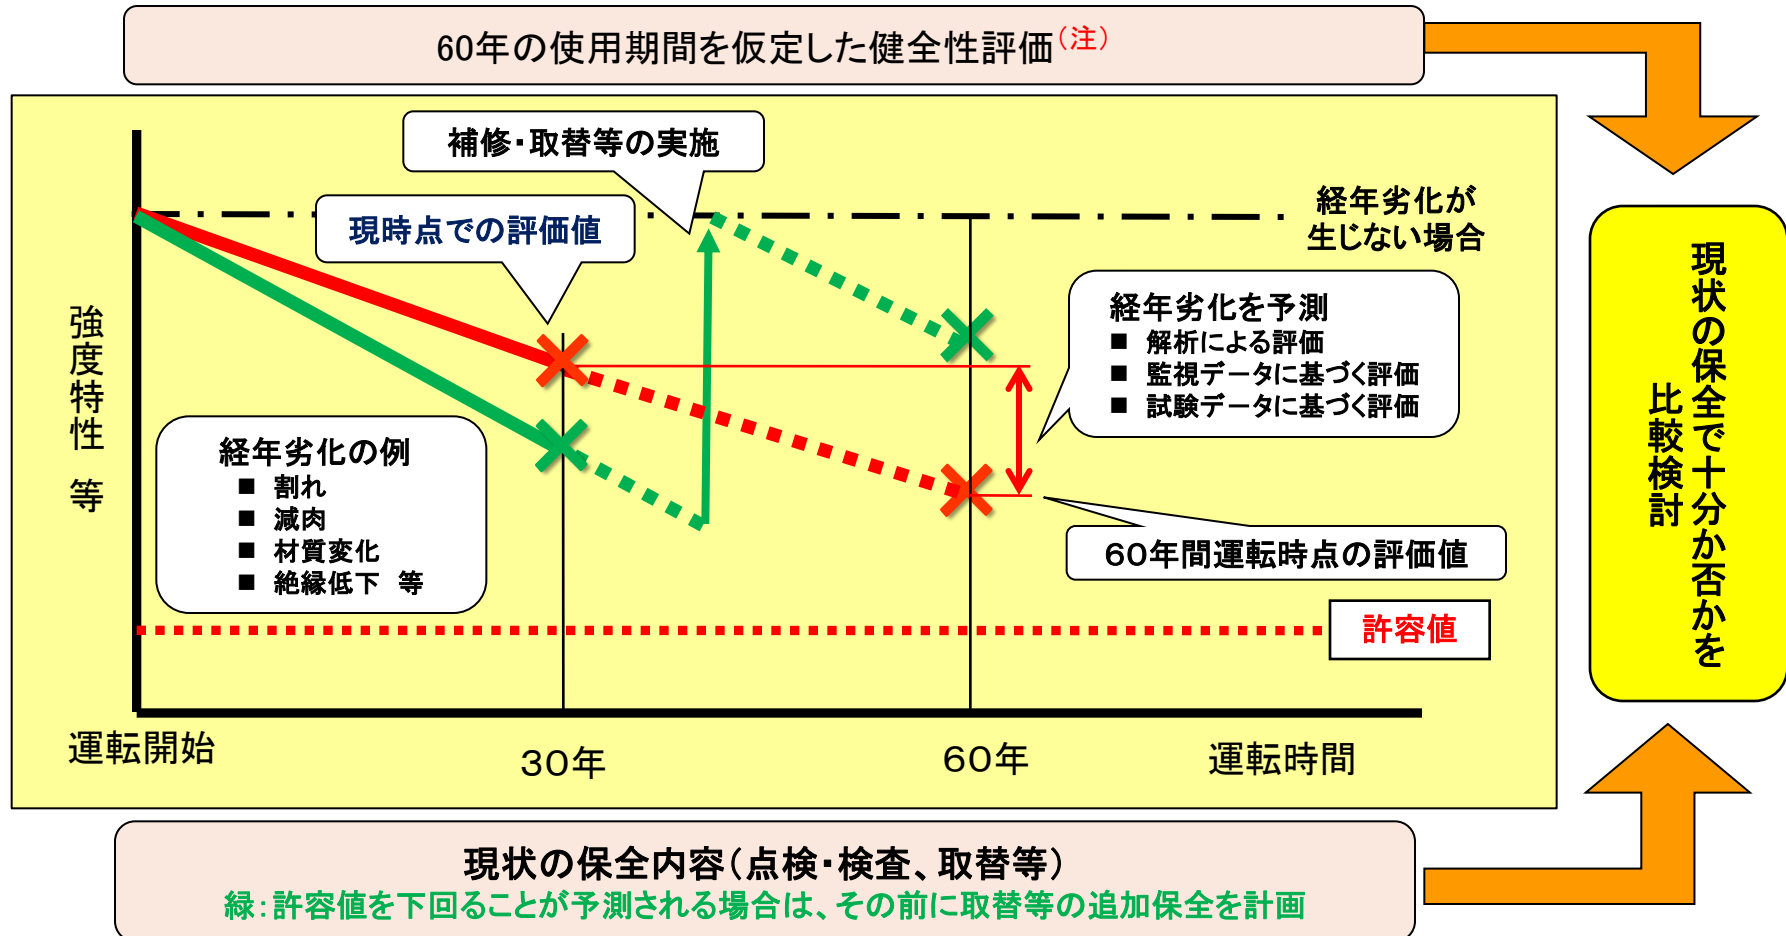 60年の使用期間を仮定した健全性評価(注)
補修・取替等の実施
現時点での評価値
経年劣化が
生じない場合
強度特性 等
経年劣化を予測
■ 解析による評価
■ 監視データに基づく評価
■ 試験データに基づく評価
経年劣化の例
■ 割れ
■ 減肉
■ 材質変化
■ 絶縁低下 等
60年間運転時点の評価値
許容値
運転開始
30年
60年
運転時間
現状の保全で十分か否かを
比較検討
現状の保全内容(点検・検査、取替等)
緑:許容値を下回ることが予測される場合は、その前に取替等の追加保全を計画